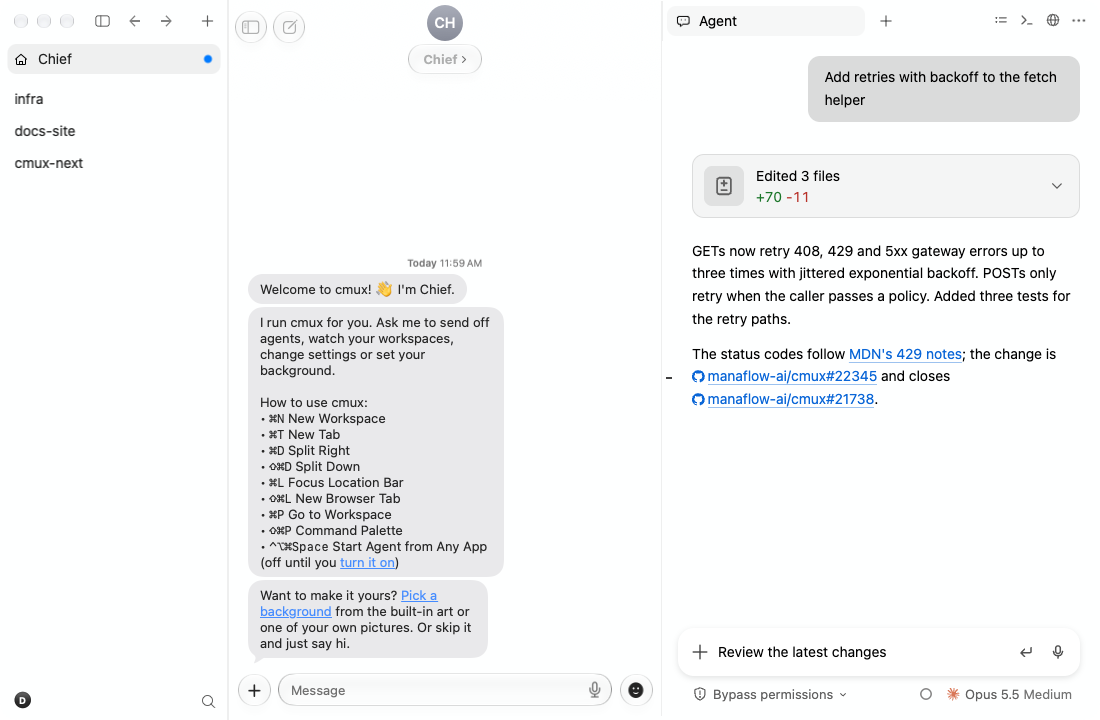 Chief
infra
docs-site
cmux-next
D
CH
Chief
Today 11:59 AM
Welcome to cmux! 👋 I'm Chief.
I run cmux for you. Ask me to send off
agents, watch your workspaces,
change settings or set your
background.
How to use cmux:
• ⌘N New Workspace
• ⌘T New Tab
• ⌘D Split Right
• ⇧⌘D Split Down
• ⌘L Focus Location Bar
• ⇧⌘L New Browser Tab
• ⌘P Go to Workspace
• ⇧⌘P Command Palette
• ^⌥⌘Space Start Agent from Any App
(off until you turn it on)
Want to make it yours? Pick a
background from the built-in art or
one of your own pictures. Or skip it
and just say hi.
Message
Agent
Add retries with backoff to the fetch
helper
Edited 3 files
+70 -11
GETs now retry 408, 429 and 5xx gateway errors up to
three times with jittered exponential backoff. POSTs only
retry when the caller passes a policy. Added three tests for
the retry paths.
The status codes follow MDN's 429 notes; the change is
manaflow-ai/cmux#22345 and closes
manaflow-ai/cmux#21738.
Review the latest changes
Bypass permissions
Opus 5.5 Medium